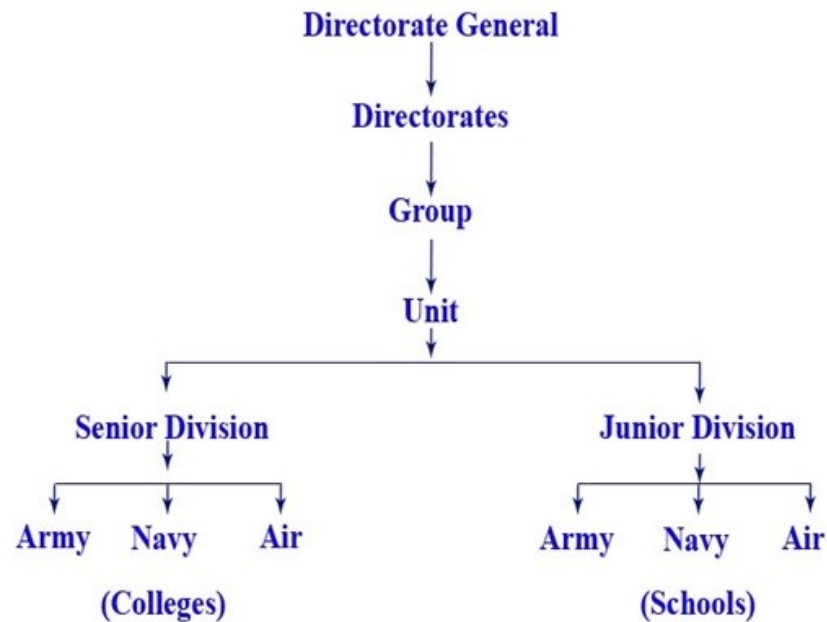 Directorate General
Directorates
Group
Unit
Senior Division Junior Division
Army Navy Air Army Navy Air
(Colleges) (Schools)